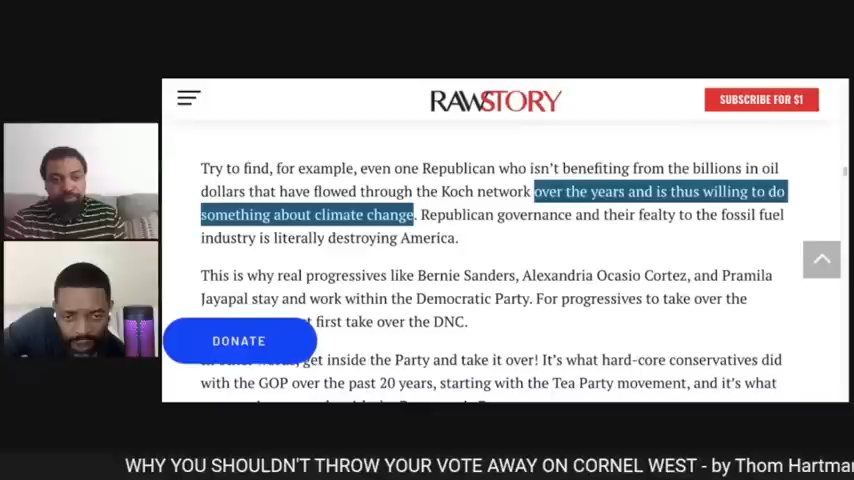 RAWSTORY
SUBSCRIBE FOR $1
Try to find, for example, even one Republican who isn't benefiting from the billions in oil
dollars that have flowed through the Koch network over the years and is thus willing to do
something about climate change. Republican governance and their fealty to the fossil fuel
industry is literally destroying America.
This is why real progressives like Bernie Sanders, Alexandria Ocasio Cortez, and Pramila
Jayapal stay and work within the Democratic Party. For progressives to take over the
first take over the DNC.
DONATE
get inside the Party and take it over! It's what hard-core conservatives did
with the GOP over the past 20 years, starting with the Tea Party movement, and it's what
WHY YOU SHOULDN'T THROW YOUR VOTE AWAY ON CORNEL WEST - by Thom Hartmar